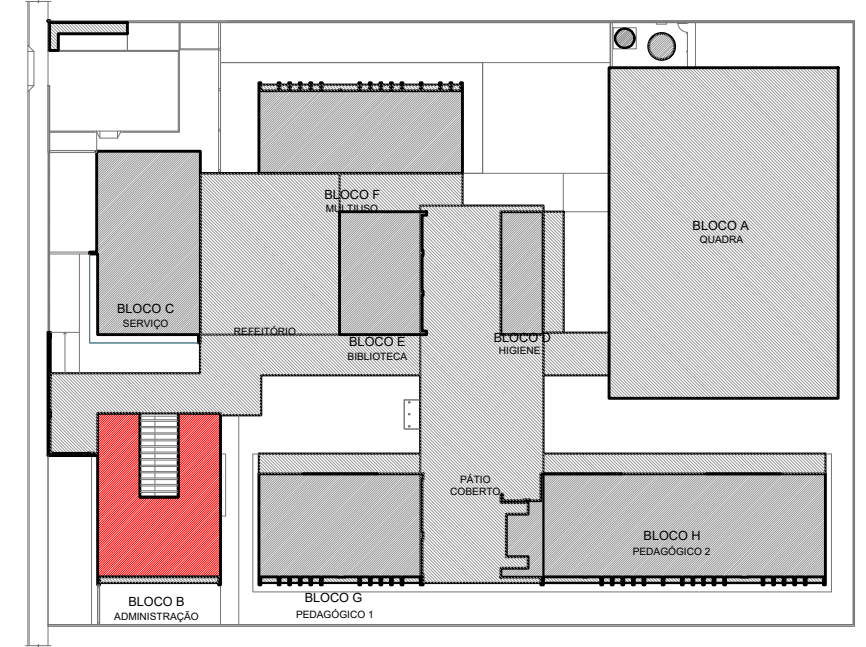 BLOCO F
MULTIUSO
BLOCO A
QUADRA
BLOCO C
SERVIÇO
REFEITÓRIO
BLOCO E
BIBLIOTECA
BLOCO D
HIGIENE
PÁTIO
COBERTO
BLOCO H
PEDAGÓGICO 2
BLOCO B
ADMINISTRAÇÃO
BLOCO G
PEDAGÓGICO 1